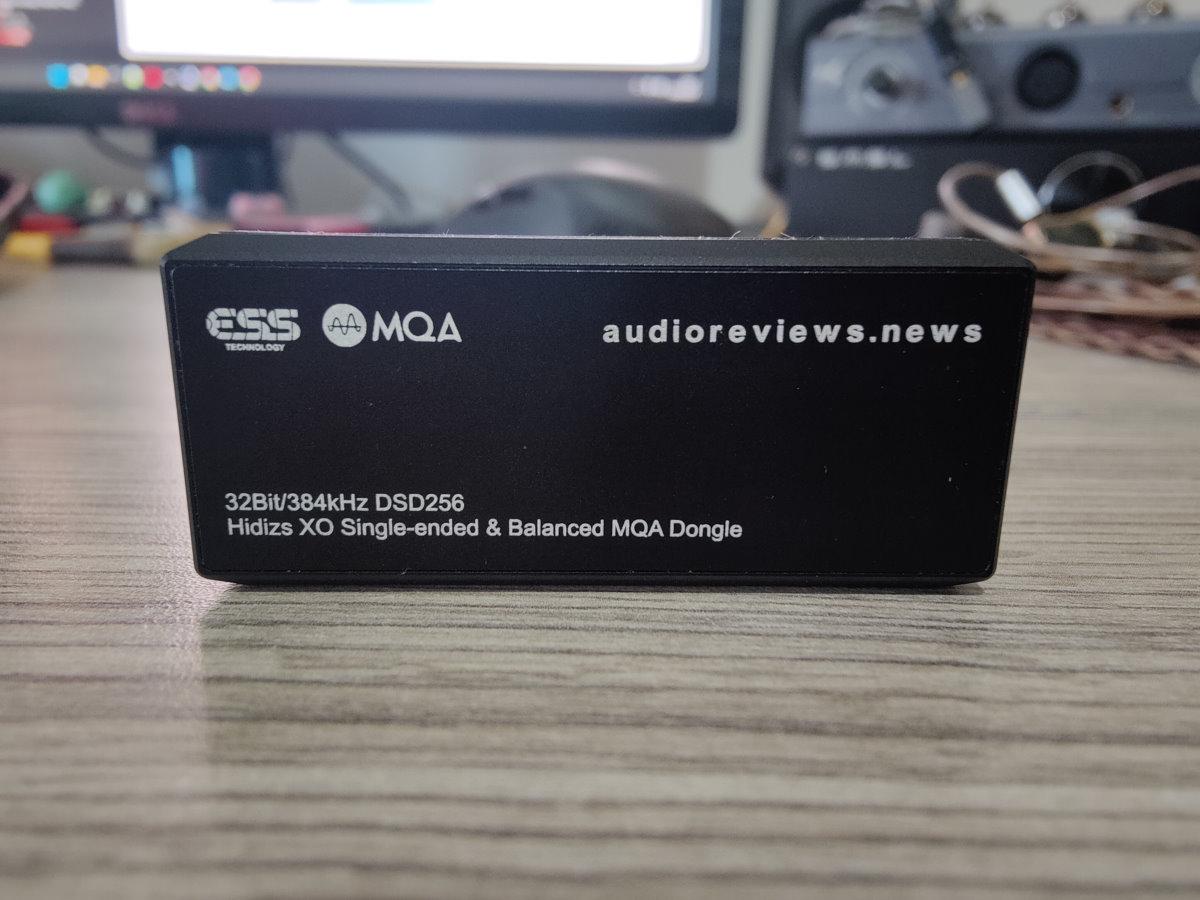 ESS MQA audioreviews.news
TECHNOLOGY
32Bit/384kHz DSD256
Hidizs XO Single-ended & Balanced MQA Dongle